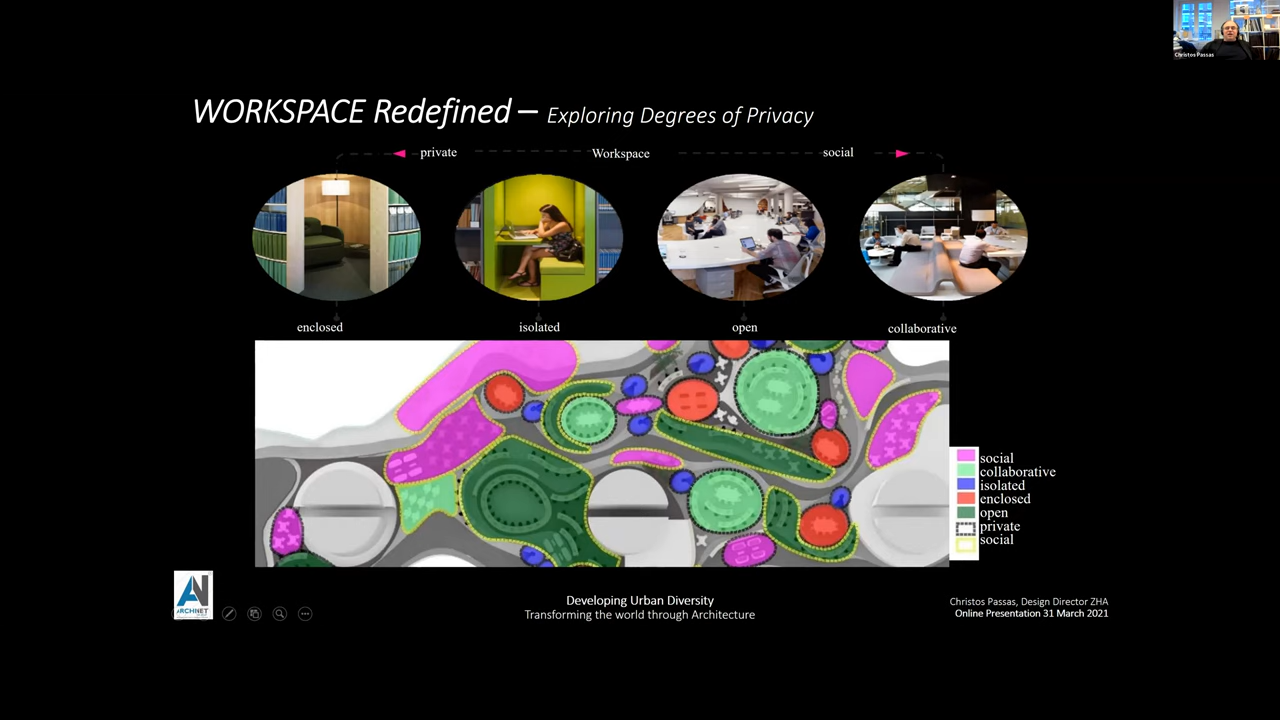 Christos Passas
WORKSPACE Redefined – Exploring Degrees of Privacy
private
Workspace
social
enclosed
isolated
open
collaborative
social
collaborative
isolated
enclosed
open
private
social
ARCHNET
Developing Urban Diversity
Transforming the world through Architecture
Christos Passas, Design Director ZHA
Online Presentation 31 March 2021